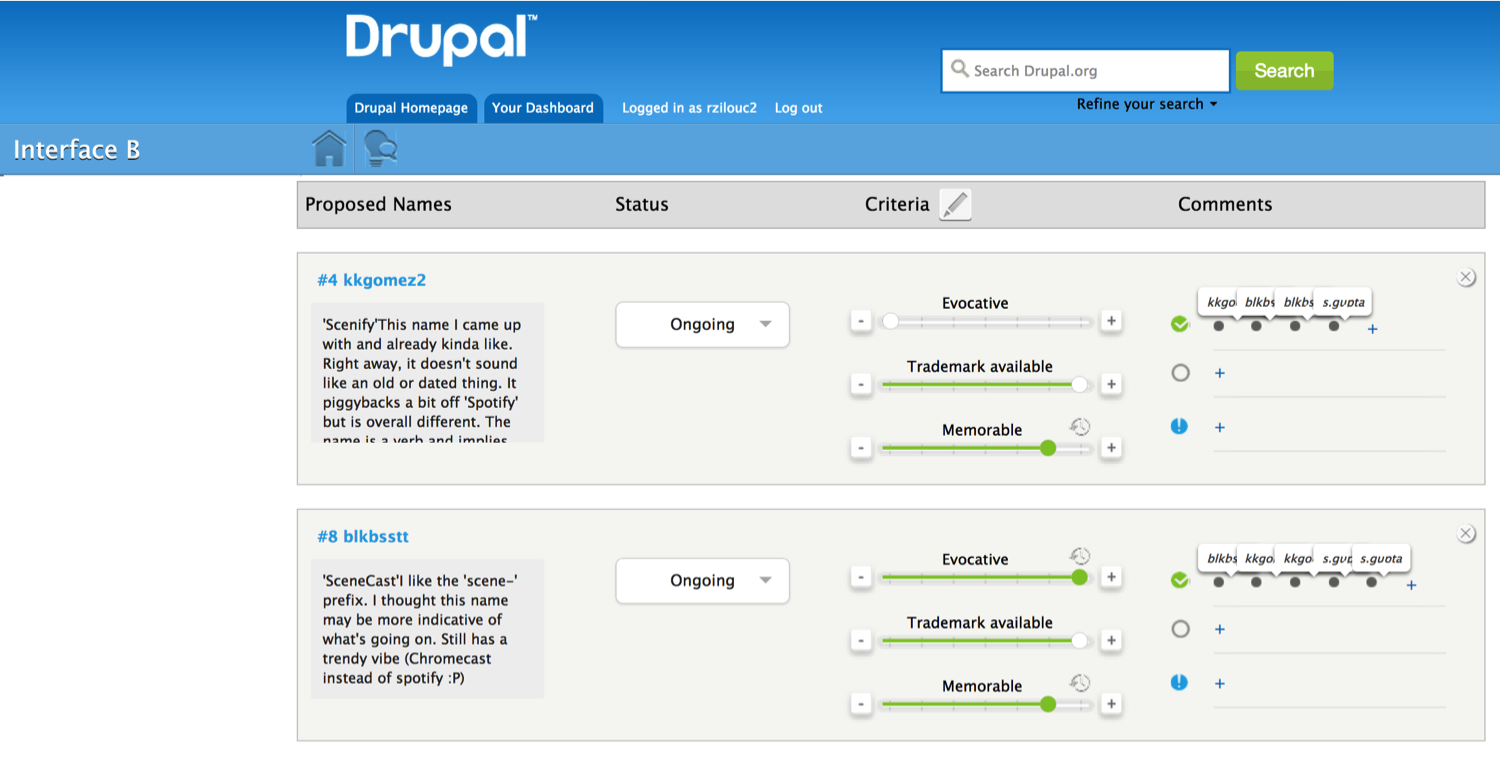 Drupal™
Search Drupal.org
Search
Refine your search
Drupal Homepage
Your Dashboard
Logged in as rzilouc2
Log out
Interface B
Proposed Names
Status
Criteria
Comments
#4 kkgomez2
'Scenify'This name I came up
with and already kinda like.
Right away, it doesn't sound
like an old or dated thing. It
piggybacks a bit off 'Spotify'
but is overall different. The
name is a verb and implies
Ongoing
Evocative
- +
Trademark available
- +
Memorable
- +
kkgo blkbs blkbs s.gupta
+
+
+
#8 blkbsstt
'SceneCast'I like the 'scene-'
prefix. I thought this name
may be more indicative of
what's going on. Still has a
trendy vibe (Chromecast
instead of spotify :P)
Ongoing
Evocative
- +
Trademark available
- +
Memorable
- +
blkbs kkgo kkgo s.gup s.gupta
+
+
+